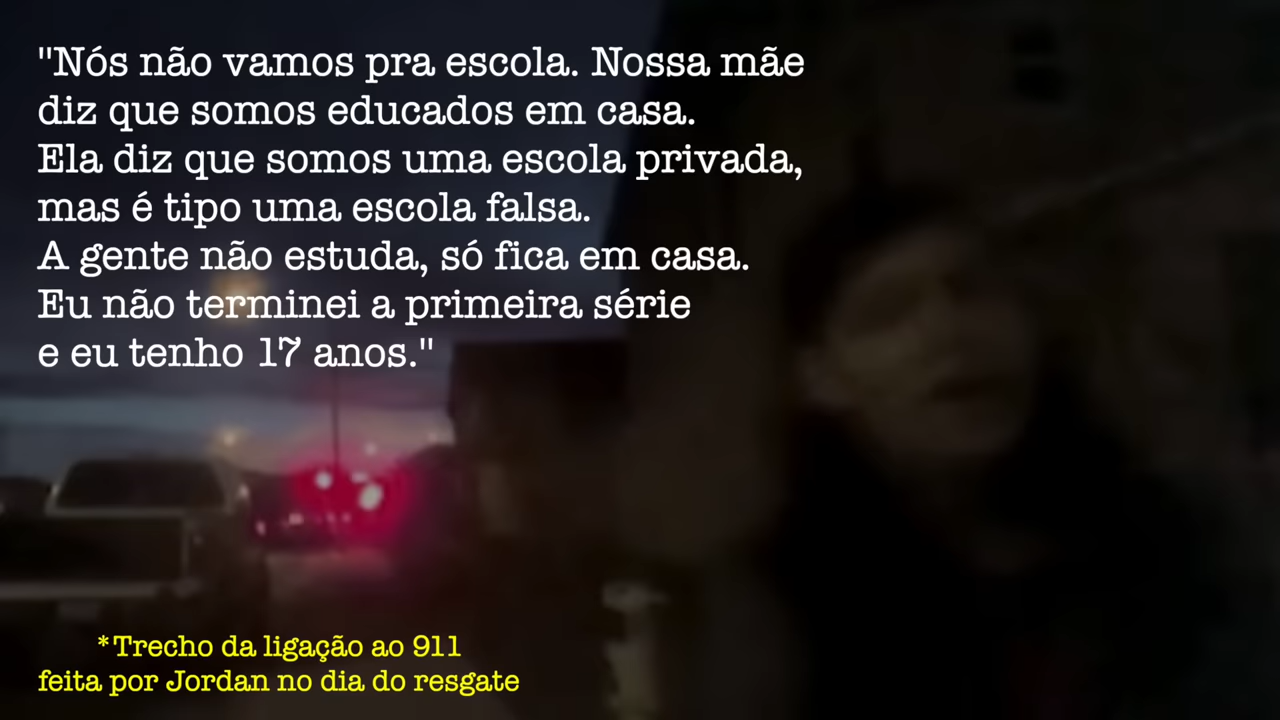 "Nós não vamos pra escola. Nossa mãe
diz que somos educados em casa.
Ela diz que somos uma escola privada,
mas é tipo uma escola falsa.
A gente não estuda, só fica em casa.
Eu não terminei a primeira série
e eu tenho 17 anos."
*Trecho da ligação ao 911
feita por Jordan no dia do resgate